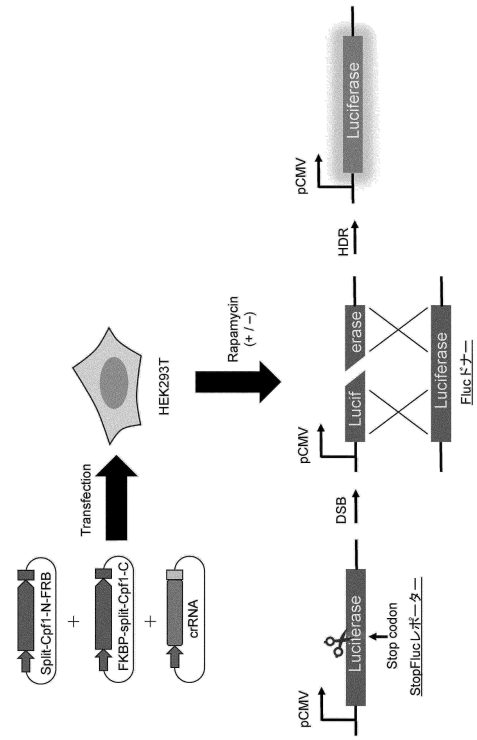 Split-Cpf1-N-FRB
+
FKBP-split-Cpf1-C
+
crRNA
Transfection
HEK293T
Rapamycin
(+ / −)
pCMV
Luciferase
Stop codon
StopFlucレポーター
DSB
pCMV
Lucif
erase
Luciferase
Flucドナー
HDR
pCMV
Luciferase